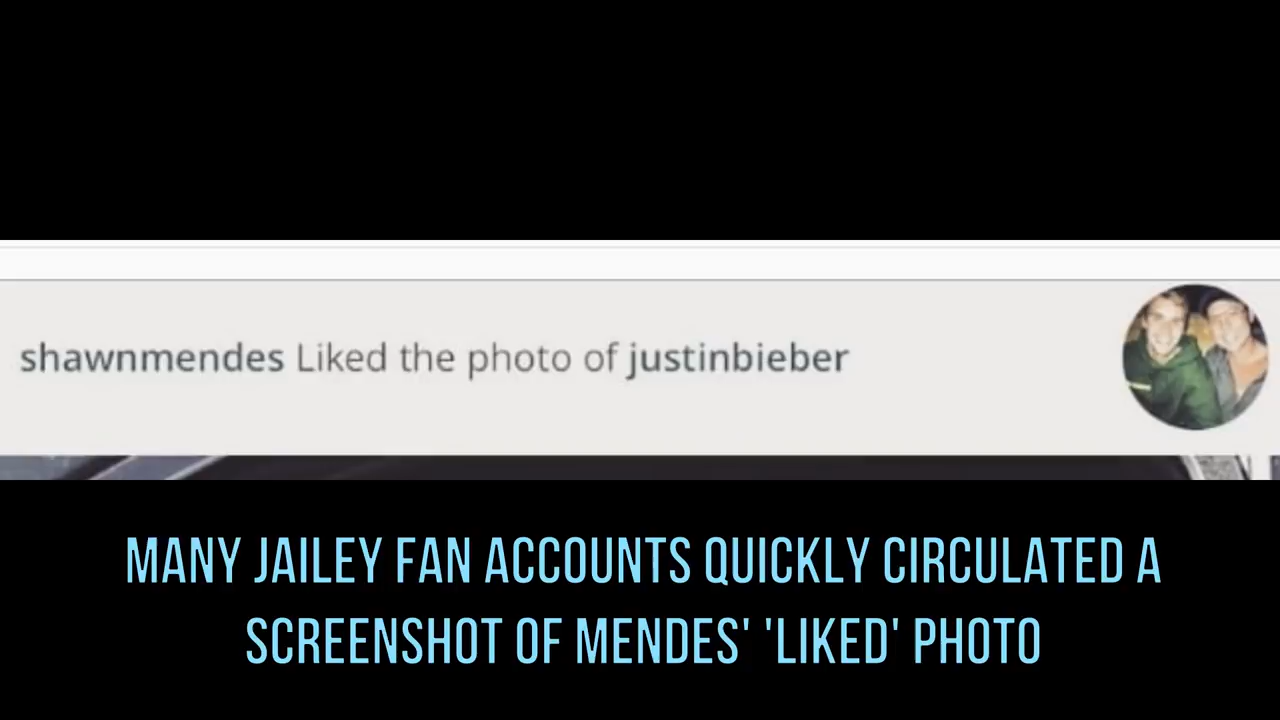 shawnmendes Liked the photo of justinbieber
MANY JAILEY FAN ACCOUNTS QUICKLY CIRCULATED A
SCREENSHOT OF MENDES' 'LIKED' PHOTO